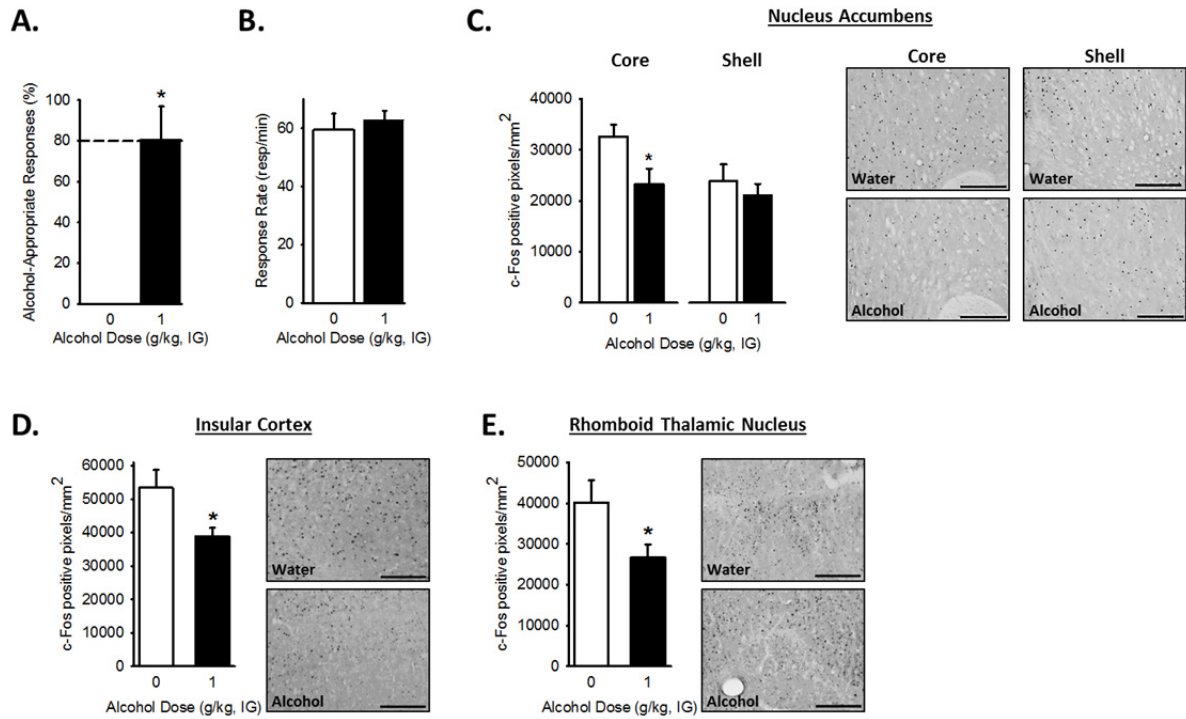 A.
Alcohol-Appropriate Responses (%)
100
80
60
40
20
0
*
0 1
Alcohol Dose (g/kg, IG)
B.
Response Rate (resp/min)
60
40
20
0
0 1
Alcohol Dose (g/kg, IG)
C.
Nucleus Accumbens
Core Shell
c-Fos positive pixels/mm2
40000
30000
20000
10000
0
*
0 1 0 1
Alcohol Dose (g/kg, IG)
Core Shell
Water Water
Alcohol Alcohol
D.
Insular Cortex
c-Fos positive pixels/mm2
60000
50000
40000
30000
20000
10000
0
*
0 1
Alcohol Dose (g/kg, IG)
Water
Alcohol
E.
Rhomboid Thalamic Nucleus
c-Fos positive pixels/mm2
50000
40000
30000
20000
10000
0
*
0 1
Alcohol Dose (g/kg, IG)
Water
Alcohol